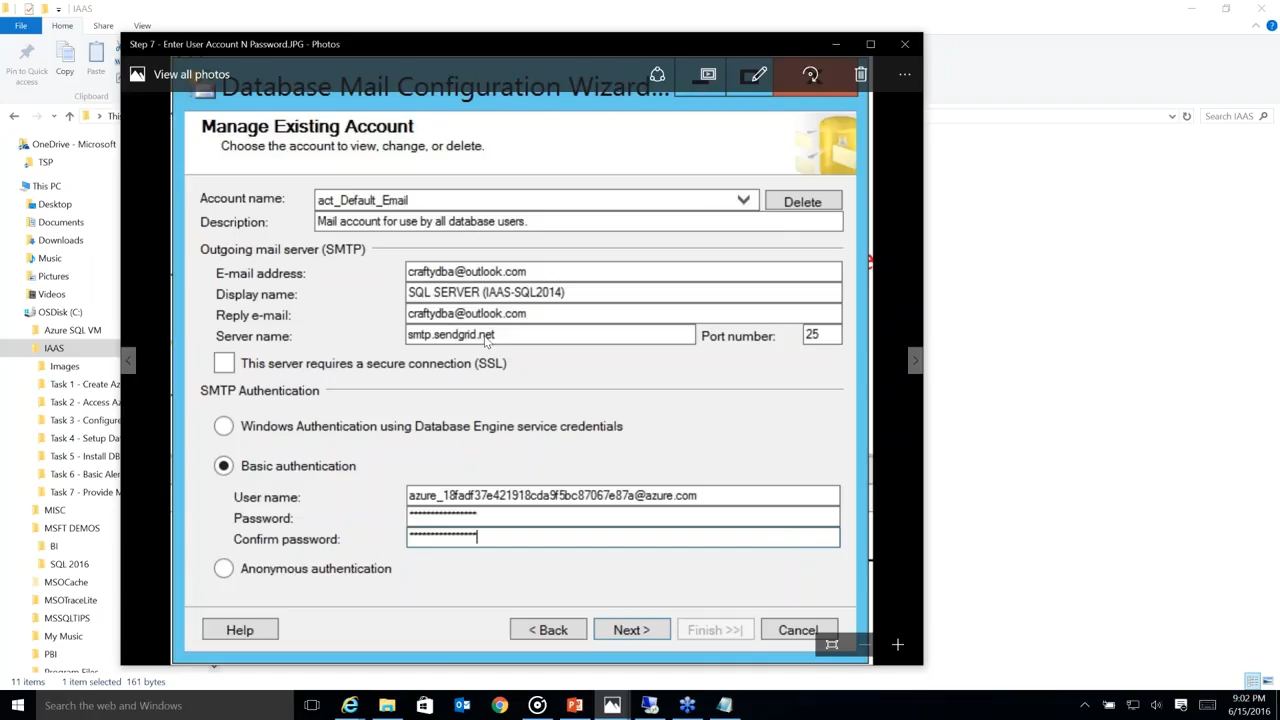 IAAS
File
Home
Share
View
Pin to Quick
access
Copy
Paste
Clipboard
Search IAAS
OneDrive - Microsoft
TSP
This PC
Desktop
Documents
Downloads
Music
Pictures
Videos
OSDisk (C:)
Azure SQL VM
IAAS
Images
Task 1 - Create Az
Task 2 - Access Az
Task 3 - Configure
Task 4 - Setup Da
Task 5 - Install DB
Task 6 - Basic Aler
Task 7 - Provide M
MISC
MSFT DEMOS
BI
SQL 2016
MSOCache
MSOTraceLite
MSSQLTIPS
My Music
PBI
Program Files
11 items 1 item selected 161 bytes
Step 7 - Enter User Account N Password.JPG - Photos
View all photos
Database Mail Configuration Wizard...
Manage Existing Account
Choose the account to view, change, or delete.
Account name: act_Default_Email Delete
Description: Mail account for use by all database users.
Outgoing mail server (SMTP)
E-mail address: craftydba@outlook.com
Display name: SQL SERVER (IAAS-SQL2014)
Reply e-mail: craftydba@outlook.com
Server name: smtp.sendgrid.net Port number: 25
This server requires a secure connection (SSL)
SMTP Authentication
Windows Authentication using Database Engine service credentials
Basic authentication
User name: azure_18fadf37e421918cda9f5bc87067e87a@azure.com
Password: ****************
Confirm password: ****************
Anonymous authentication
Help < Back Next > Finish >>| Cancel
Search the web and Windows
9:02 PM
6/15/2016